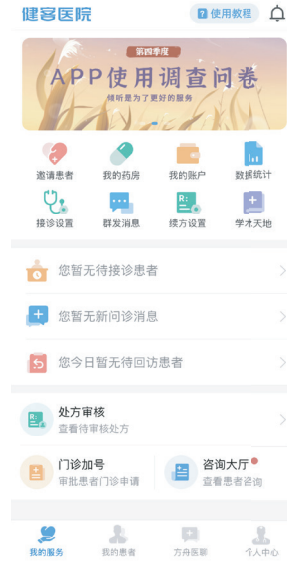 健客医院
使用教程
第四季度
APP使用调查问卷
倾听是为了更好的服务
邀请患者
我的药房
我的账户
数据统计
接诊设置
群发消息
续方设置
学术天地
您暂无待接诊患者
您暂无新问诊消息
您今日暂无待回访患者
处方审核
查看待审核处方
门诊加号
审批患者门诊申请
咨询大厅
查看患者咨询
我的服务
我的患者
方舟医聊
个人中心